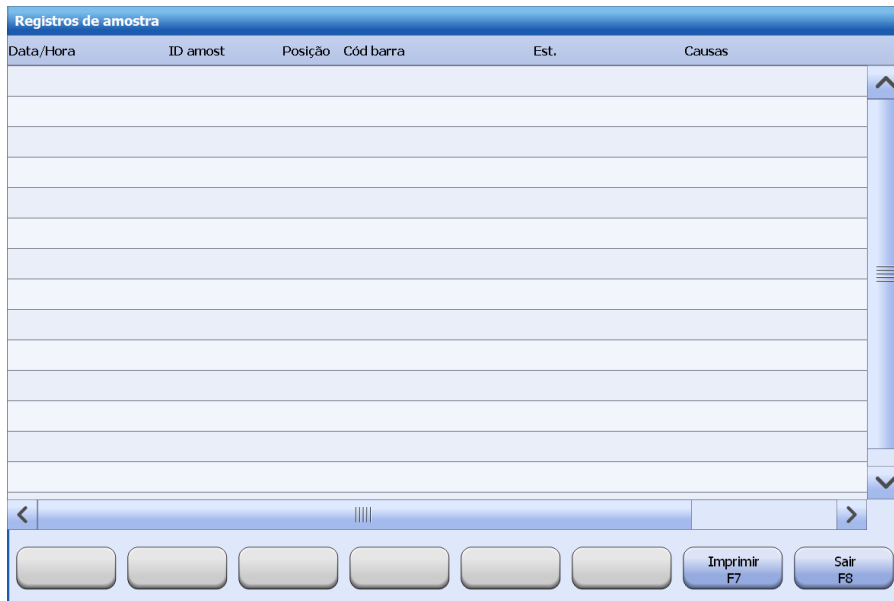 Registros de amostra
Data/Hora ID amost Posição Cód barra Est. Causas
Imprimir
F7
Sair
F8